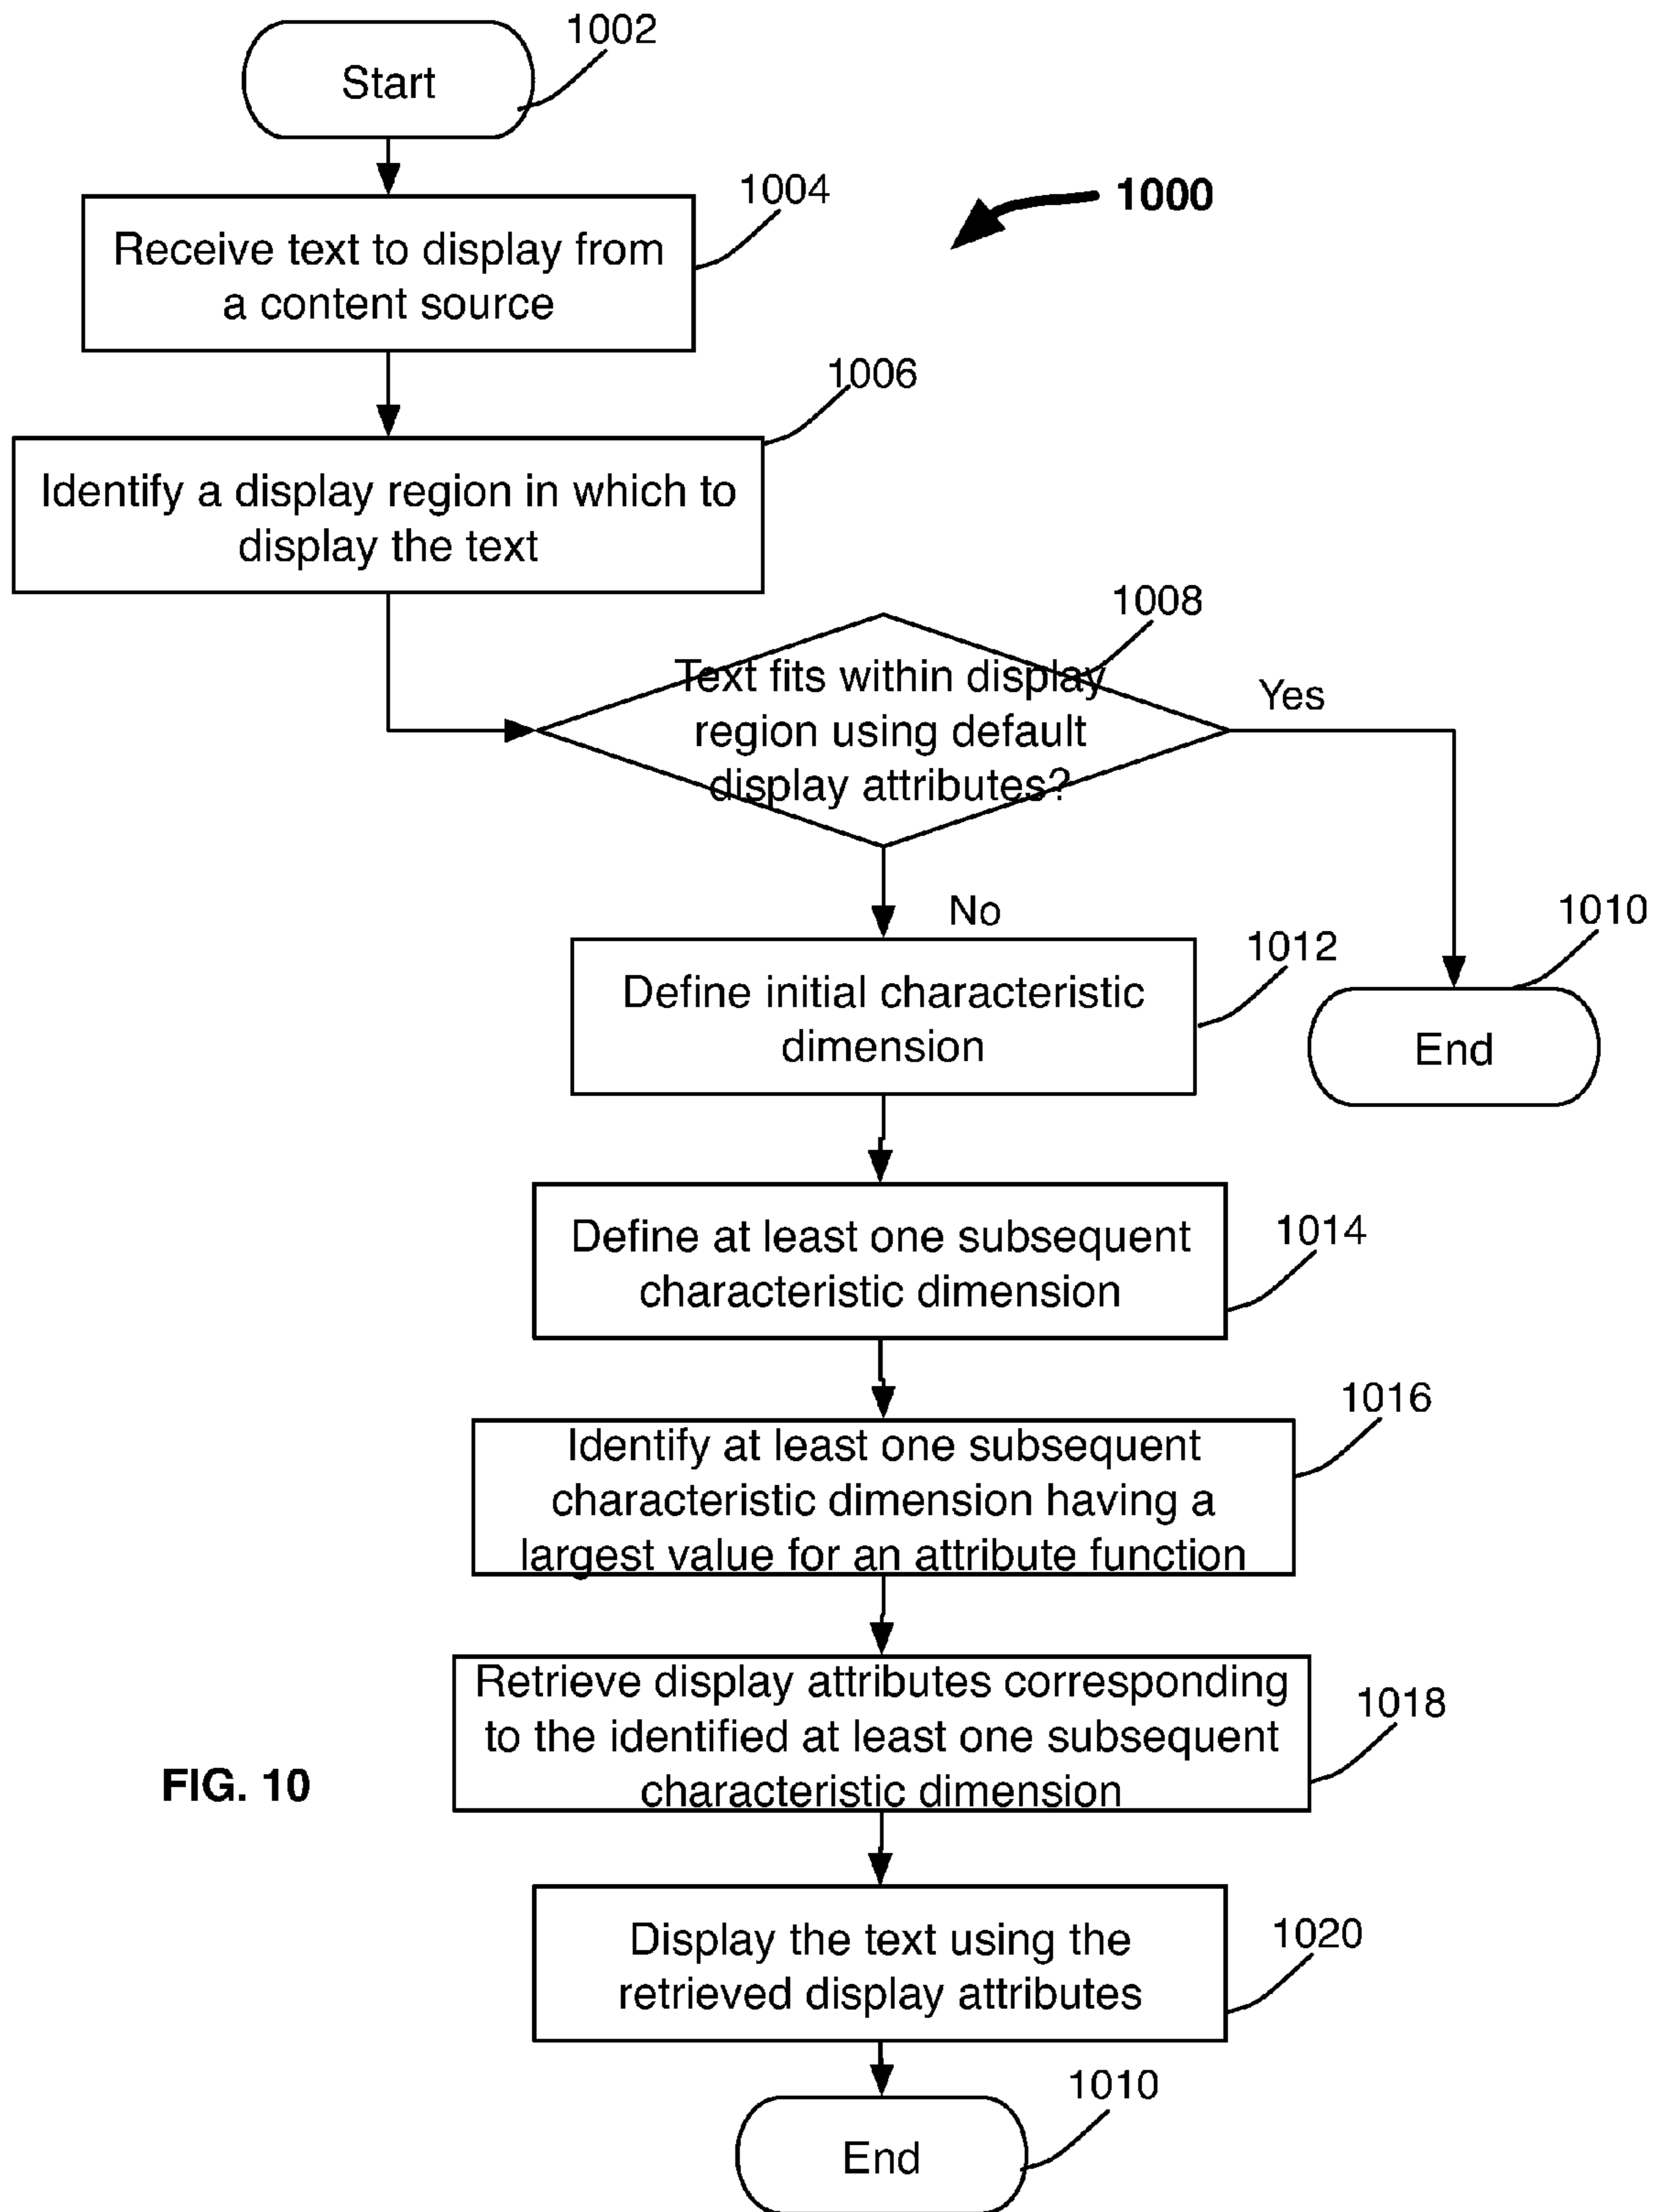 1002
Start
1004
1000
Receive text to display from
a content source
1006
Identify a display region in which to
display the text
1008
Text fits within display
region using default
display attributes?
Yes
No
1010
1012
Define initial characteristic
dimension
End
Define at least one subsequent
characteristic dimension
1014
1016
Identify at least one subsequent
characteristic dimension having a
largest value for an attribute function
Retrieve display attributes corresponding
to the identified at least one subsequent
characteristic dimension
1018
FIG. 10
Display the text using the
retrieved display attributes
1020
1010
End